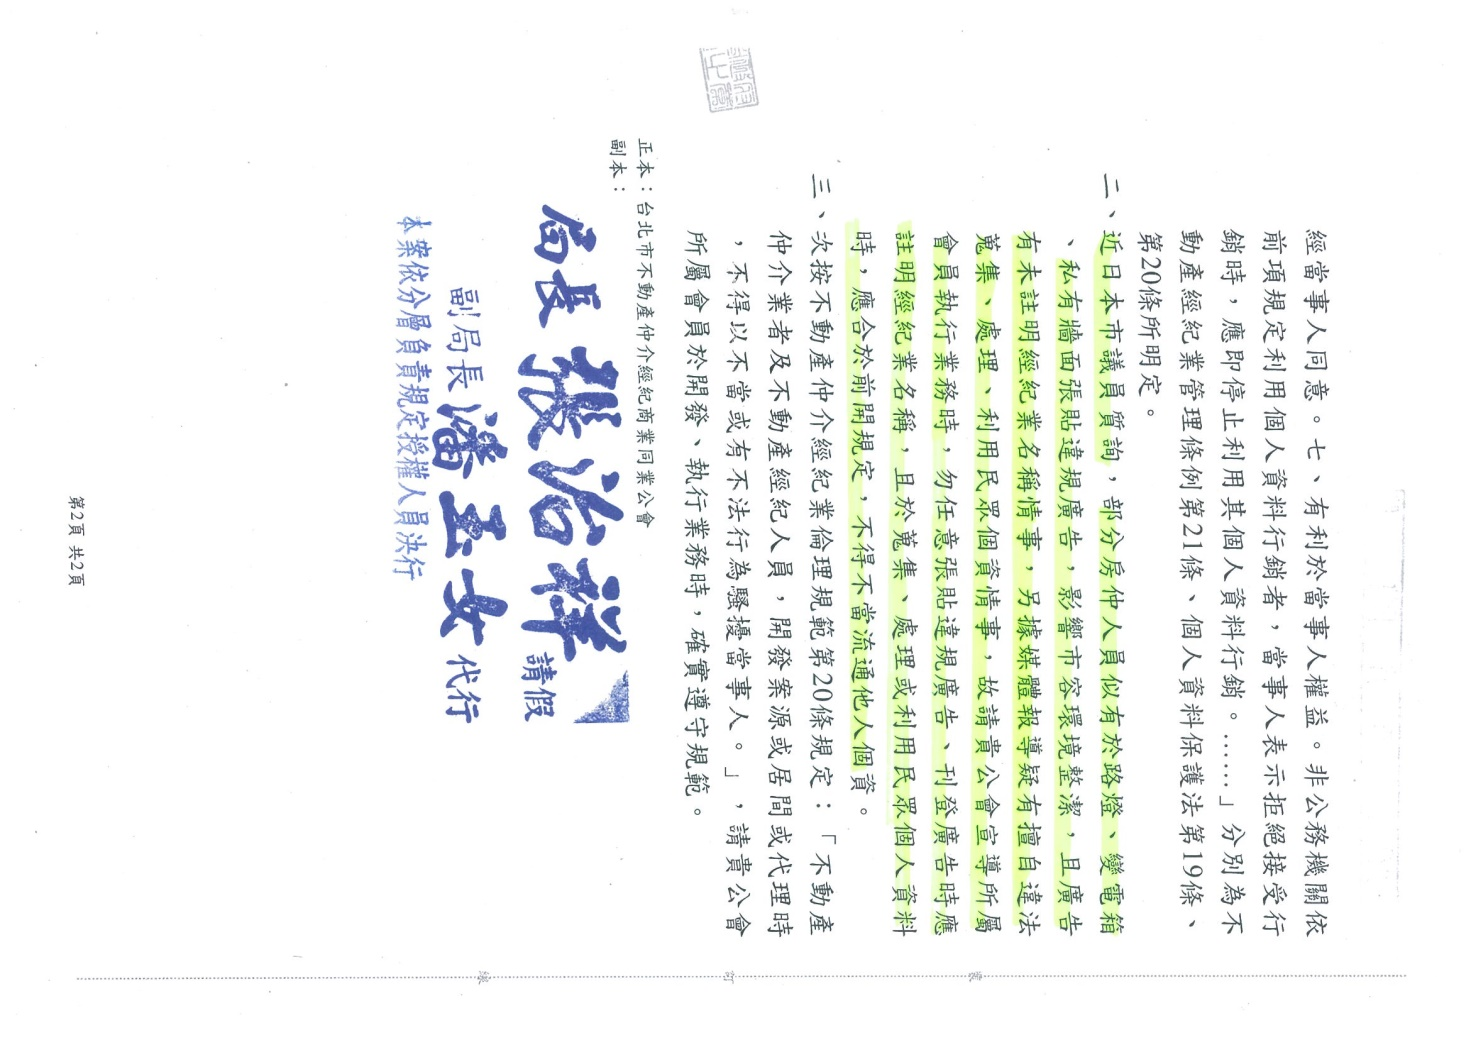 經當事人同意。七、有利於當事人權益。非公務機關依
前項規定利用個人資料行銷者，當事人表示拒絕接受行
銷時，應即停止利用其個人資料行銷。……」分別為不
動產經紀業管理條例第21條、個人資料保護法第19條、
第20條所明定。
二、近日本市議員質詢，部分房仲人員似有於路燈、變電箱
、私有牆面張貼違規廣告，影響市容環境整潔，且廣告
有未註明經紀業名稱情事，另據媒體報導疑有擅自違法
蒐集、處理、利用民眾個資情事，故請貴公會宣導所屬
會員執行業務時，勿任意張貼違規廣告、刊登廣告時應
註明經紀業名稱，且於蒐集、處理或利用民眾個人資料
時，應合於前開規定，不得不當流通他人個資。
三、次按不動產仲介經紀業倫理規範第20條規定：「不動產
仲介業者及不動產經紀人員，開發案源或居間或代理時
，不得以不當或有不法行為騷擾當事人。」，請貴公會
所屬會員於開發、執行業務時，確實遵守規範。
正本：台北市不動產仲介經紀商業同業公會
副本：
局長 張治祥 請假
副局長 潘玉女 代行
本案依分層負責規定授權人員決行
第2頁 共2頁
裝
訂
線